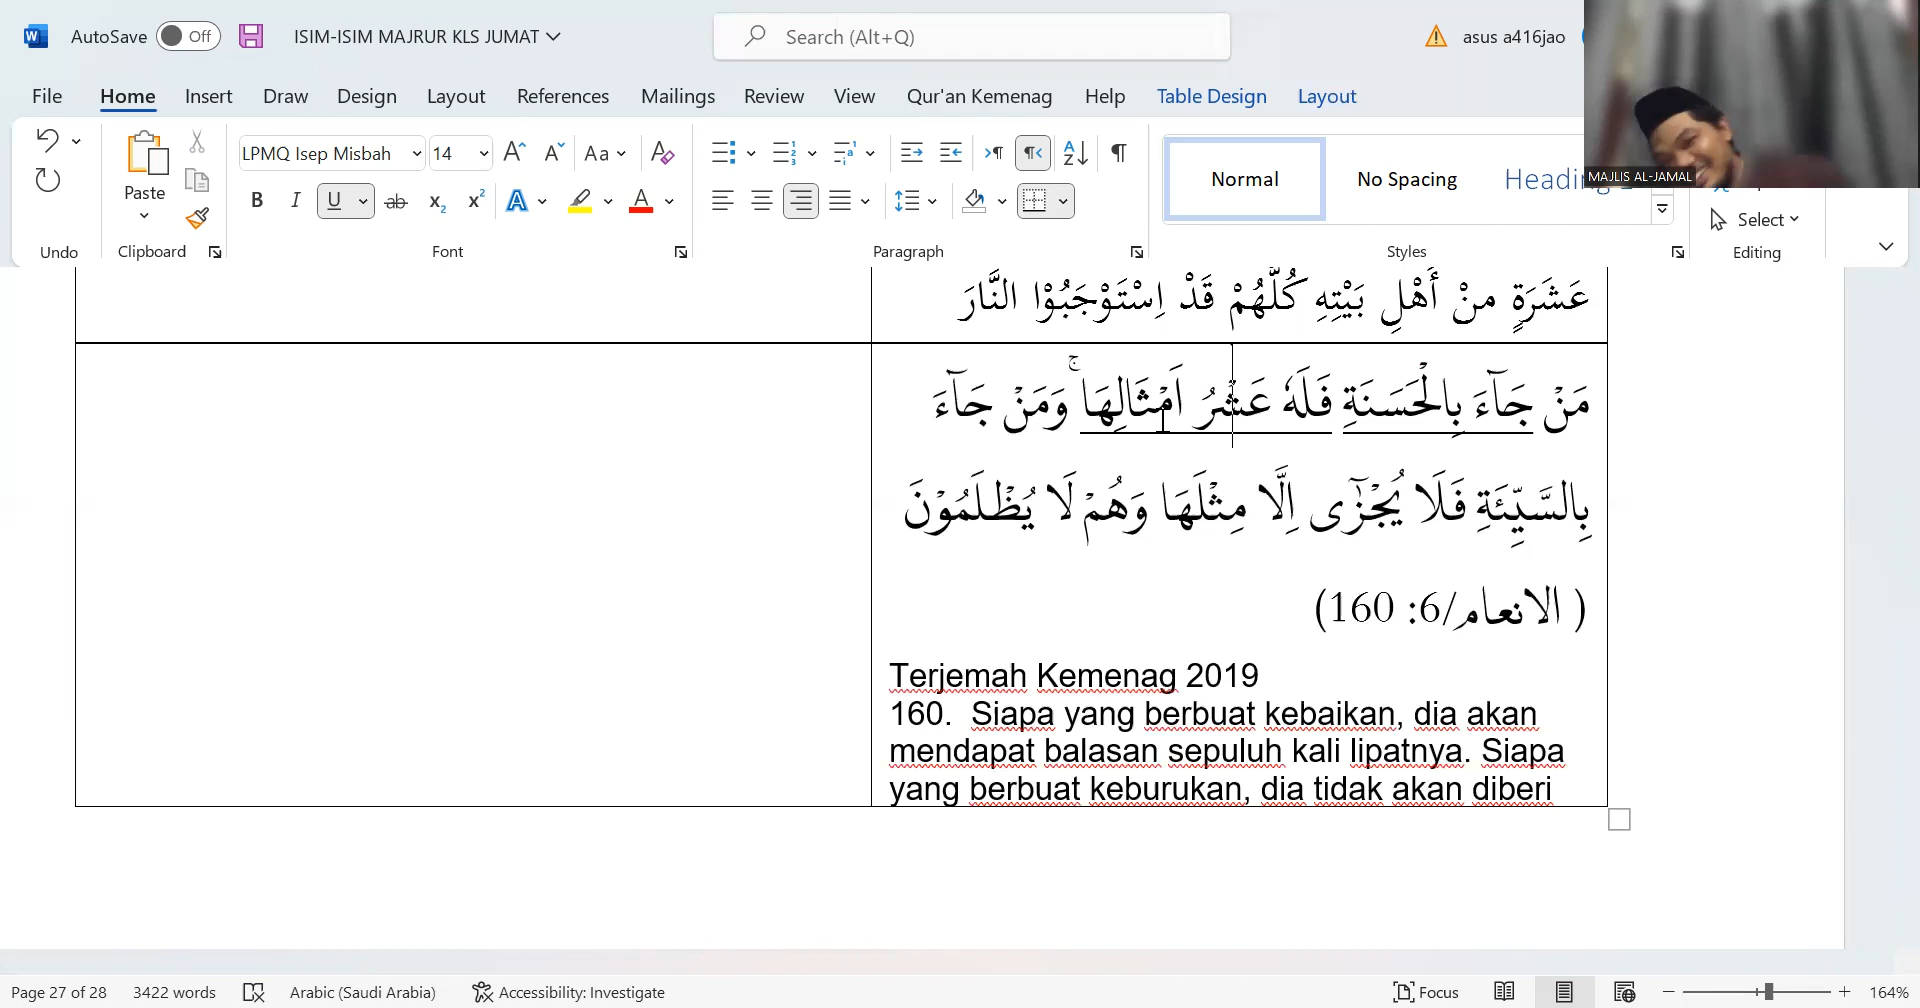 AutoSave Off ISIM-ISIM MAJRUR KLS JUMAT Search (Alt+Q) asus a416jao
File Home Insert Draw Design Layout References Mailings Review View Qur'an Kemenag Help Table Design Layout
MAJLIS AL-JAMAL
Paste LPMQ Isep Misbah 14 Aa Normal No Spacing Heading
B I U ab Select
Undo Clipboard Font Paragraph Styles Editing
عَشَرَةٍ منْ أَهْلِ بَيْتِهِ كُلُّهُمْ قَدْ اِسْتَوْجَبُوْا النَّارَ
مَنْ جَاۤءَ بِالْحَسَنَةِ فَلَهٗ عَشْرُ اَمْثَالِهَاۚ وَمَنْ جَاۤءَ
بِالسَّيِّئَةِ فَلَا يُجْزٰٓى اِلَّا مِثْلَهَا وَهُمْ لَا يُظْلَمُوْنَ
( الانعام/6: 160)
Terjemah Kemenag 2019
160. Siapa yang berbuat kebaikan, dia akan
mendapat balasan sepuluh kali lipatnya. Siapa
yang berbuat keburukan, dia tidak akan diberi
Page 27 of 28 3422 words Arabic (Saudi Arabia) Accessibility: Investigate Focus 164%